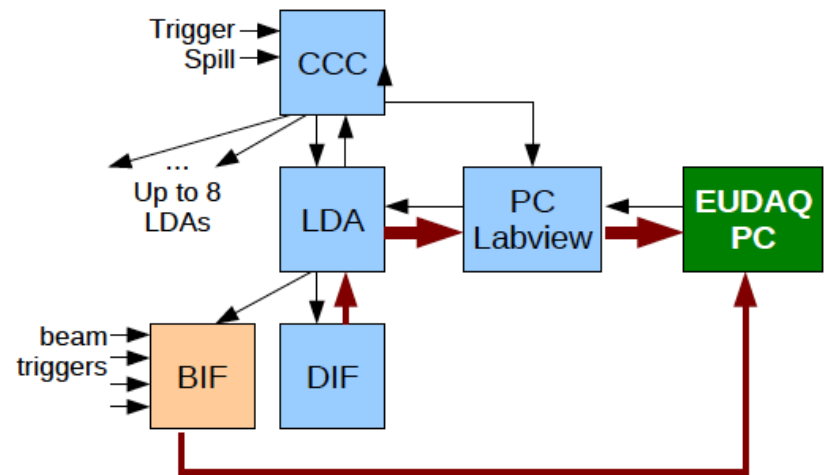 Trigger
Spill
CCC
...
Up to 8
LDAs
LDA
PC
Labview
EUDAQ
PC
beam
triggers
BIF
DIF